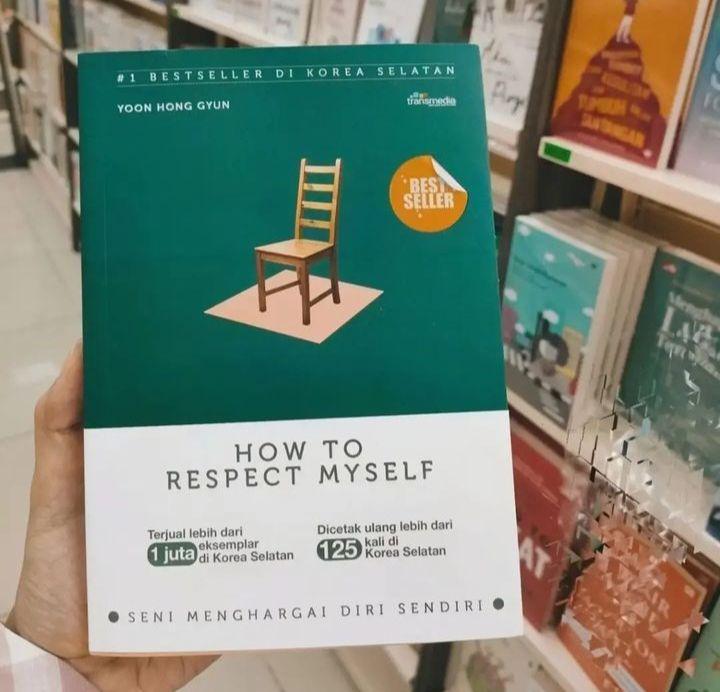 #1 BESTSELLER DI KOREA SELATAN
YOON HONG GYUN
transmedia
BEST
SELLER
HOW TO
RESPECT MYSELF
Terjual lebih dari
1 juta eksemplar
di Korea Selatan
Dicetak ulang lebih dari
125 kali di
Korea Selatan
SENI MENGHARGAI DIRI SENDIRI